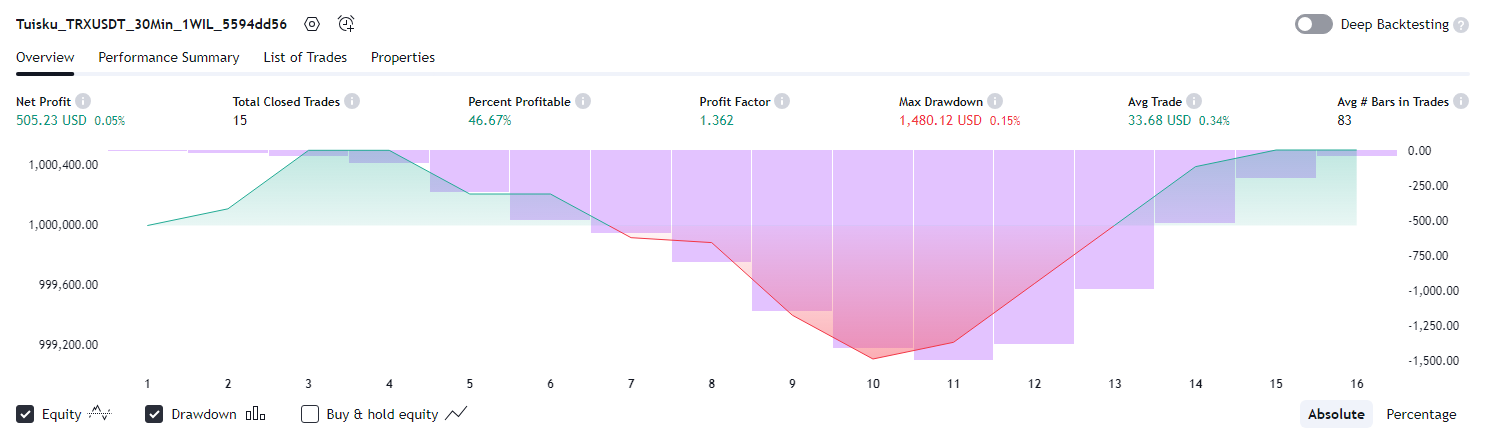 Tuisku_TRXUSDT_30Min_1WIL_5594dd56
Deep Backtesting ?
Overview Performance Summary List of Trades Properties
Net Profit Total Closed Trades Percent Profitable Profit Factor Max Drawdown Avg Trade Avg # Bars in Trades
505.23 USD 0.05% 15 46.67% 1.362 1,480.12 USD 0.15% 33.68 USD 0.34% 83
1,000,400.00
1,000,000.00
999,600.00
999,200.00
0.00
-250.00
-500.00
-750.00
-1,000.00
-1,250.00
-1,500.00
1 2 3 4 5 6 7 8 9 10 11 12 13 14 15 16
Equity Drawdown Buy & hold equity Absolute Percentage